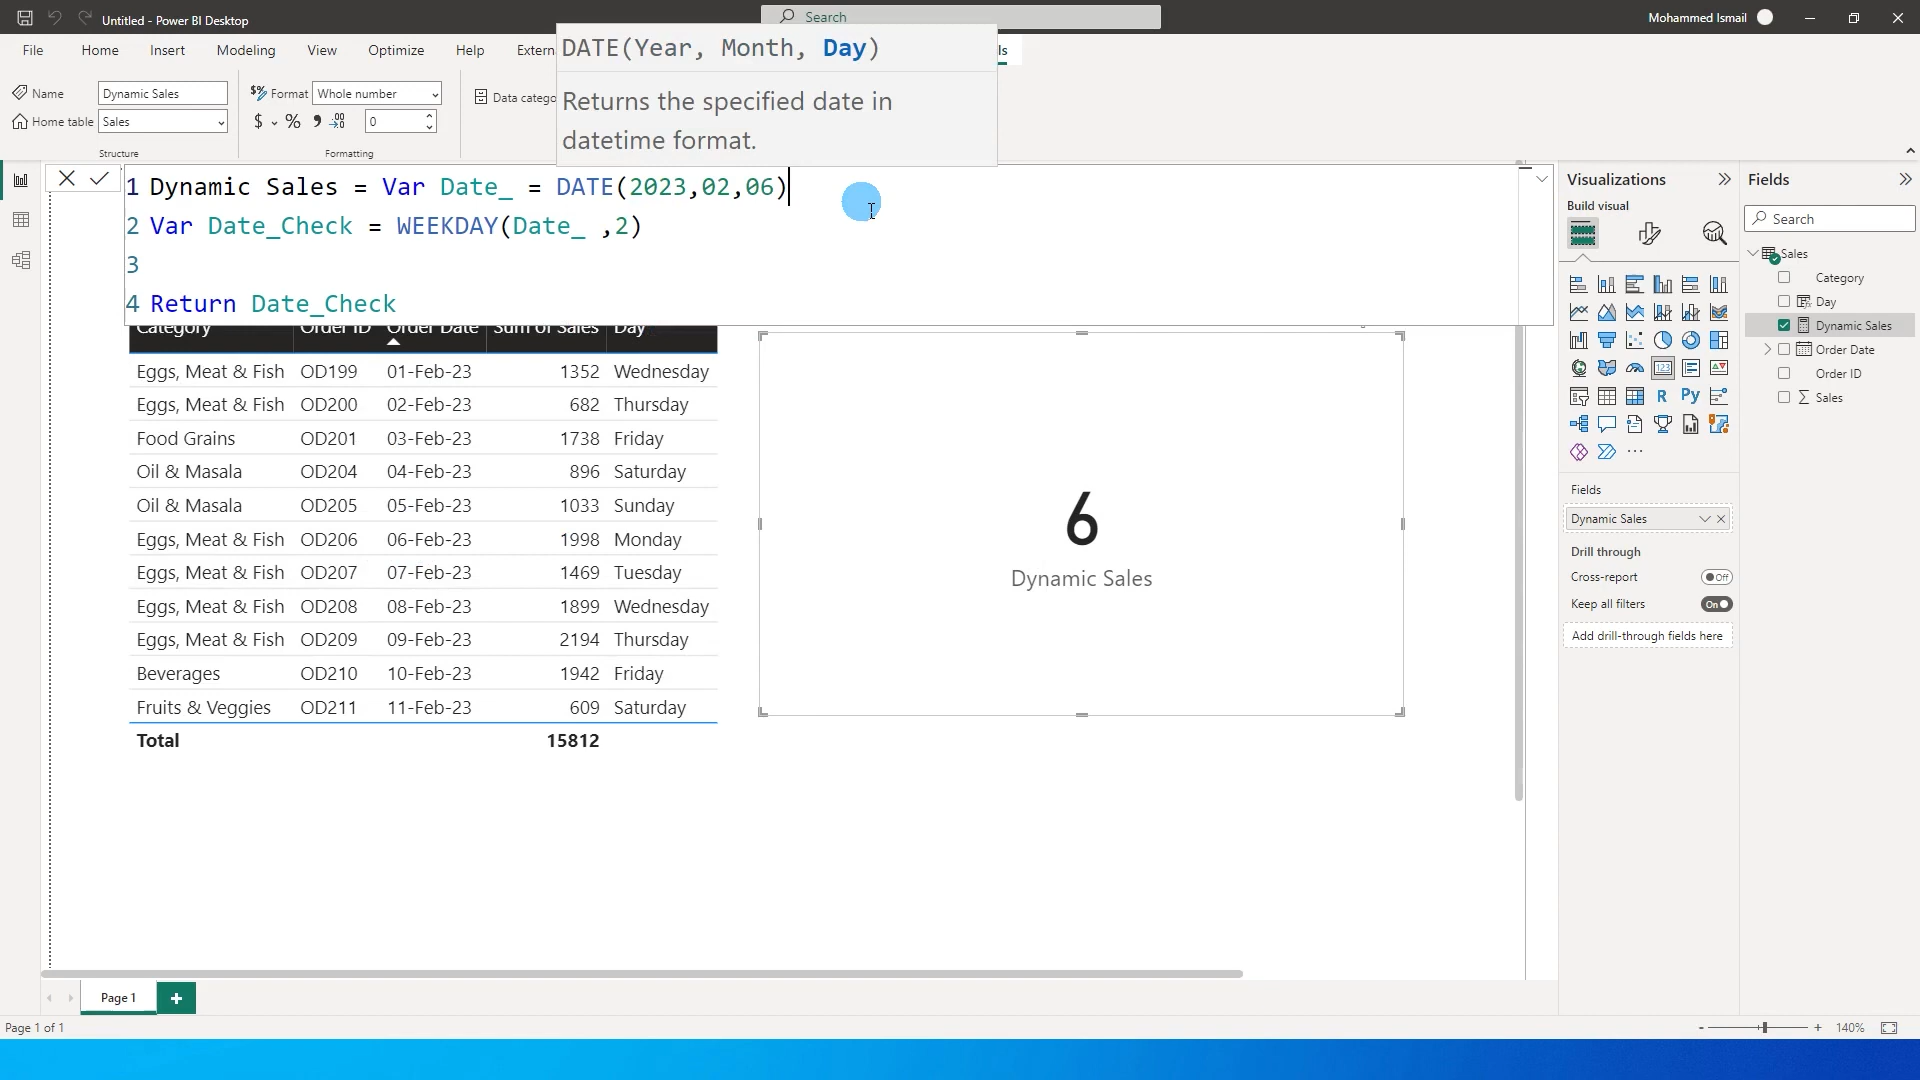 Untitled - Power BI Desktop
Search
Mohammed Ismail
File Home Insert Modeling View Optimize Help Extern
ls
DATE(Year, Month, Day)
Returns the specified date in
datetime format.
Name Dynamic Sales
Format Whole number
Data catego
Home table Sales
$ % 0
Structure
Formatting
1 Dynamic Sales = Var Date_ = DATE(2023,02,06)
2 Var Date_Check = WEEKDAY(Date_ ,2)
3
4 Return Date_Check
Category Order ID Order Date Sum of Sales Day
Eggs, Meat & Fish OD199 01-Feb-23 1352 Wednesday
Eggs, Meat & Fish OD200 02-Feb-23 682 Thursday
Food Grains OD201 03-Feb-23 1738 Friday
Oil & Masala OD204 04-Feb-23 896 Saturday
Oil & Masala OD205 05-Feb-23 1033 Sunday
Eggs, Meat & Fish OD206 06-Feb-23 1998 Monday
Eggs, Meat & Fish OD207 07-Feb-23 1469 Tuesday
Eggs, Meat & Fish OD208 08-Feb-23 1899 Wednesday
Eggs, Meat & Fish OD209 09-Feb-23 2194 Thursday
Beverages OD210 10-Feb-23 1942 Friday
Fruits & Veggies OD211 11-Feb-23 609 Saturday
Total 15812
6
Dynamic Sales
Visualizations
Build visual
123
R Py
Fields
Dynamic Sales
Drill through
Cross-report Off
Keep all filters On
Add drill-through fields here
Fields
Search
Sales
Category
Day
Dynamic Sales
Order Date
Order ID
Sales
Page 1
Page 1 of 1
- + 140%